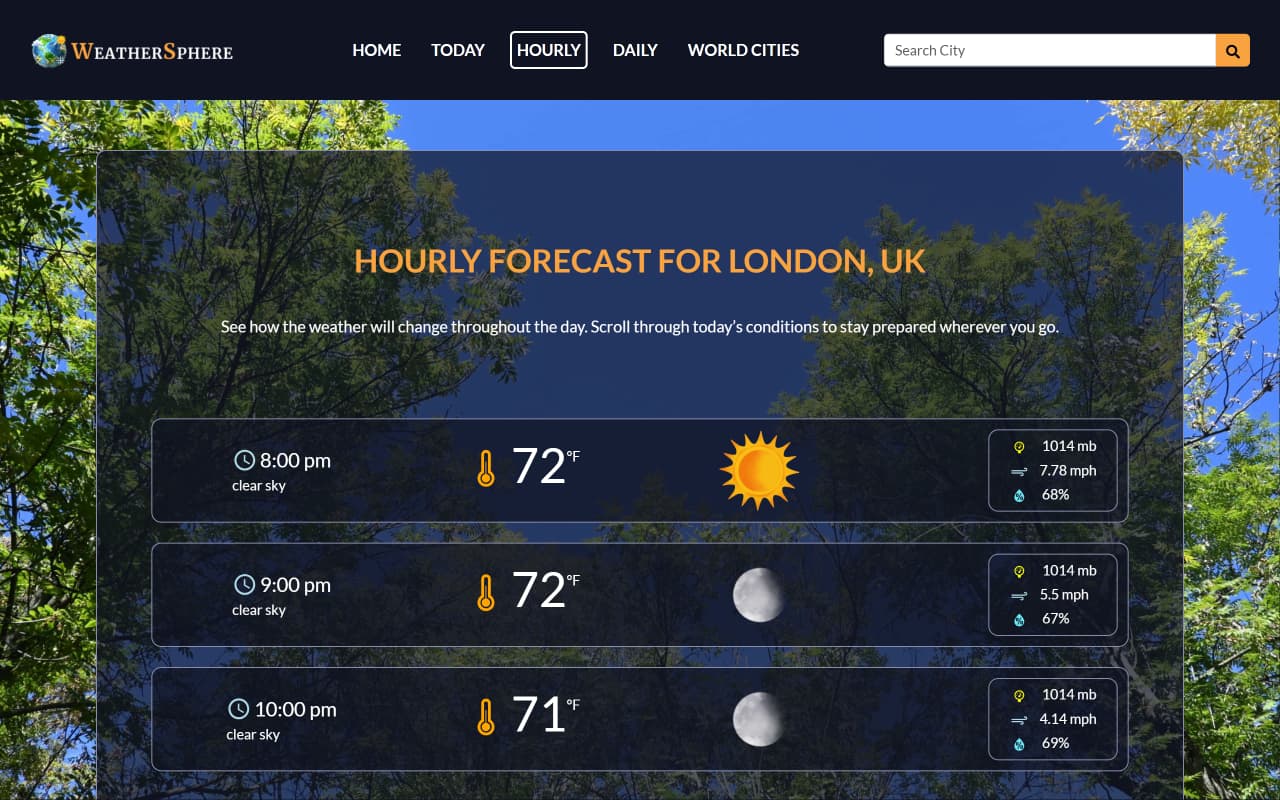 WeatherSphere
HOME TODAY HOURLY DAILY WORLD CITIES
Search City
HOURLY FORECAST FOR LONDON, UK
See how the weather will change throughout the day. Scroll through today’s conditions to stay prepared wherever you go.
8:00 pm
clear sky
72°F
1014 mb
7.78 mph
68%
9:00 pm
clear sky
72°F
1014 mb
5.5 mph
67%
10:00 pm
clear sky
71°F
1014 mb
4.14 mph
69%